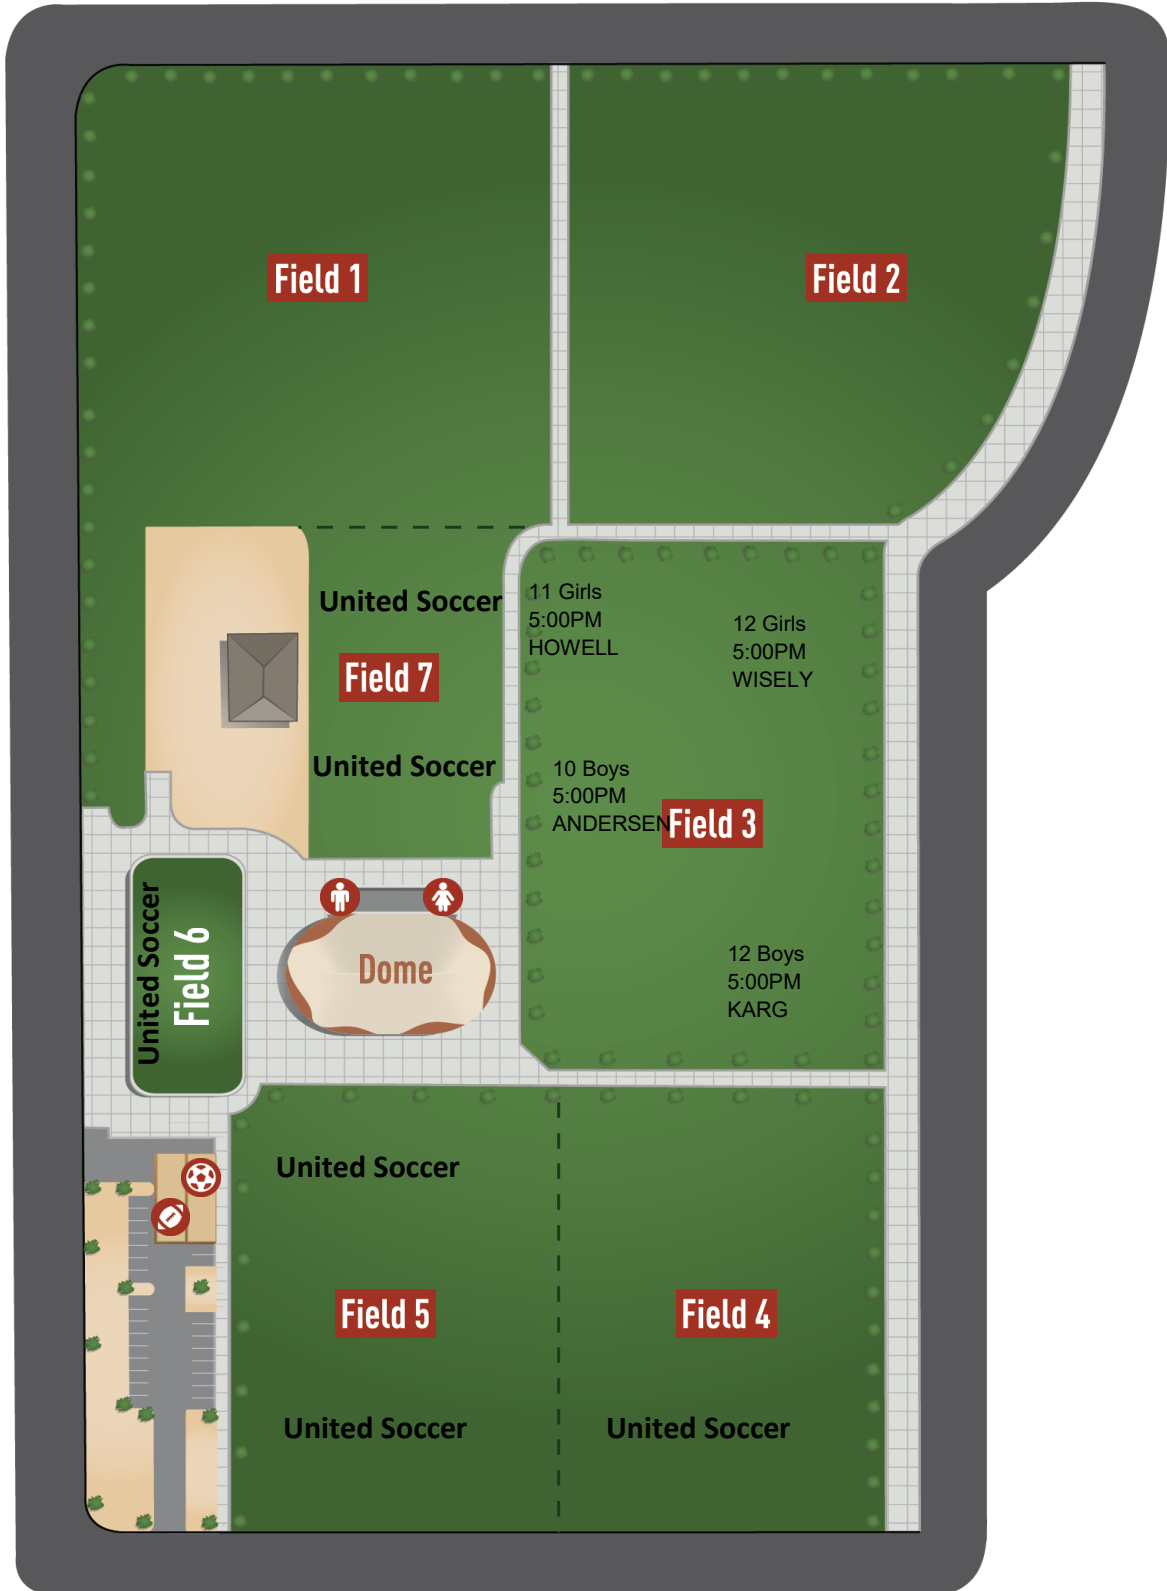 Field 1
Field 2
United Soccer
Field 7
United Soccer
11 Girls
5:00PM
HOWELL
12 Girls
5:00PM
WISELY
10 Boys
5:00PM
ANDERSEN
Field 3
12 Boys
5:00PM
KARG
United Soccer
Field 6
Dome
United Soccer
Field 5
Field 4
United Soccer
United Soccer